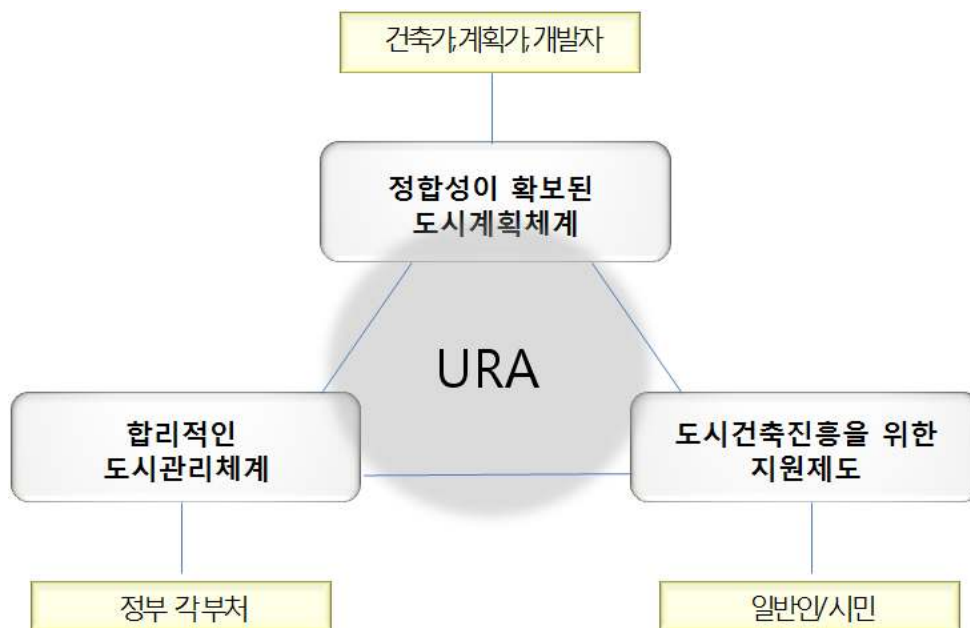 건축가,계획가,개발자
정합성이 확보된
도시계획체계
URA
합리적인
도시관리체계
도시건축진흥을 위한
지원제도
정부 각 부처
일반인/시민